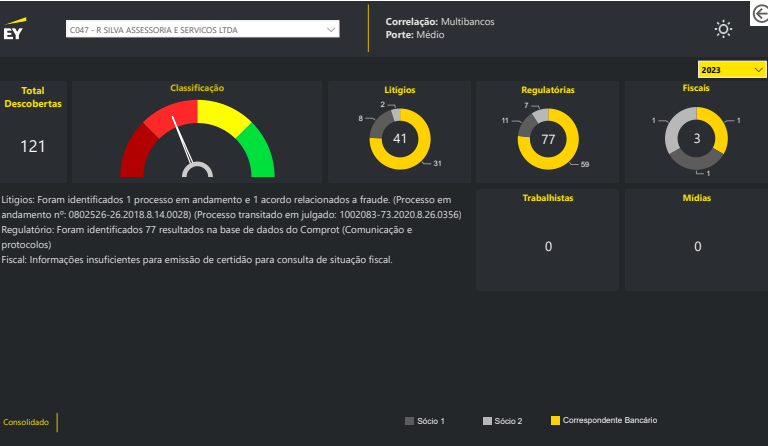 EY
C047 - R SILVA ASSESSORIA E SERVICOS LTDA
Correlação: Multibancos
Porte: Médio
2023
Total
Descobertas
121
Classificação
Litígios
2
8
41
31
Regulatórias
7
11
77
59
Fiscais
1
1
3
1
Litigios: Foram identificados 1 processo em andamento e 1 acordo relacionados a fraude. (Processo em
andamento nº: 0802526-26.2018.8.14.0028) (Processo transitado em julgado: 1002083-73.2020.8.26.0356)
Regulatório: Foram identificados 77 resultados na base de dados do Comprot (Comunicação e
protocolos)
Fiscal: Informações insuficientes para emissão de certidão para consulta de situação fiscal.
Trabalhistas
0
Mídias
0
Consolidado
Sócio 1
Sócio 2
Correspondente Bancário